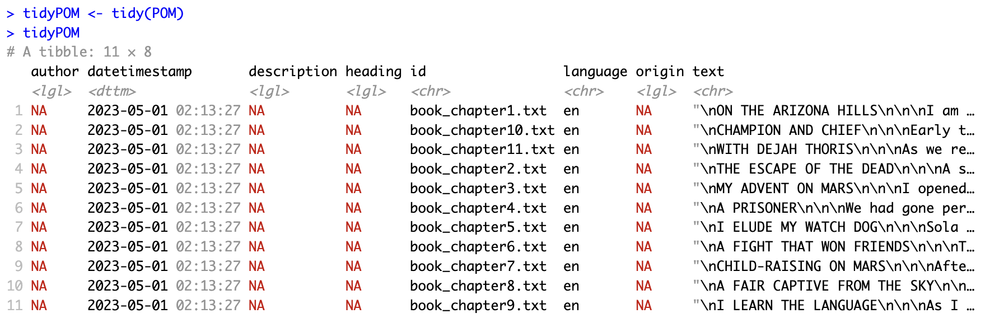 > tidyPOM <- tidy(POM)
> tidyPOM
# A tibble: 11 × 8
   author datetimestamp       description heading id                 language origin text
   <lgl>  <dttm>              <lgl>       <lgl>   <chr>              <chr>    <lgl>  <chr>
 1 NA     2023-05-01 02:13:27 NA          NA      book_chapter1.txt  en       NA     "\nON THE ARIZONA HILLS\n\n\nI am …
 2 NA     2023-05-01 02:13:27 NA          NA      book_chapter10.txt en       NA     "\nCHAMPION AND CHIEF\n\n\nEarly t…
 3 NA     2023-05-01 02:13:27 NA          NA      book_chapter11.txt en       NA     "\nWITH DEJAH THORIS\n\n\nAs we re…
 4 NA     2023-05-01 02:13:27 NA          NA      book_chapter2.txt  en       NA     "\nTHE ESCAPE OF THE DEAD\n\n\nA s…
 5 NA     2023-05-01 02:13:27 NA          NA      book_chapter3.txt  en       NA     "\nMY ADVENT ON MARS\n\n\nI opened…
 6 NA     2023-05-01 02:13:27 NA          NA      book_chapter4.txt  en       NA     "\nA PRISONER\n\n\nWe had gone per…
 7 NA     2023-05-01 02:13:27 NA          NA      book_chapter5.txt  en       NA     "\nI ELUDE MY WATCH DOG\n\n\nSola …
 8 NA     2023-05-01 02:13:27 NA          NA      book_chapter6.txt  en       NA     "\nA FIGHT THAT WON FRIENDS\n\n\nT…
 9 NA     2023-05-01 02:13:27 NA          NA      book_chapter7.txt  en       NA     "\nCHILD-RAISING ON MARS\n\n\nAfte…
10 NA     2023-05-01 02:13:27 NA          NA      book_chapter8.txt  en       NA     "\nA FAIR CAPTIVE FROM THE SKY\n\n…
11 NA     2023-05-01 02:13:27 NA          NA      book_chapter9.txt  en       NA     "\nI LEARN THE LANGUAGE\n\n\nAs I …